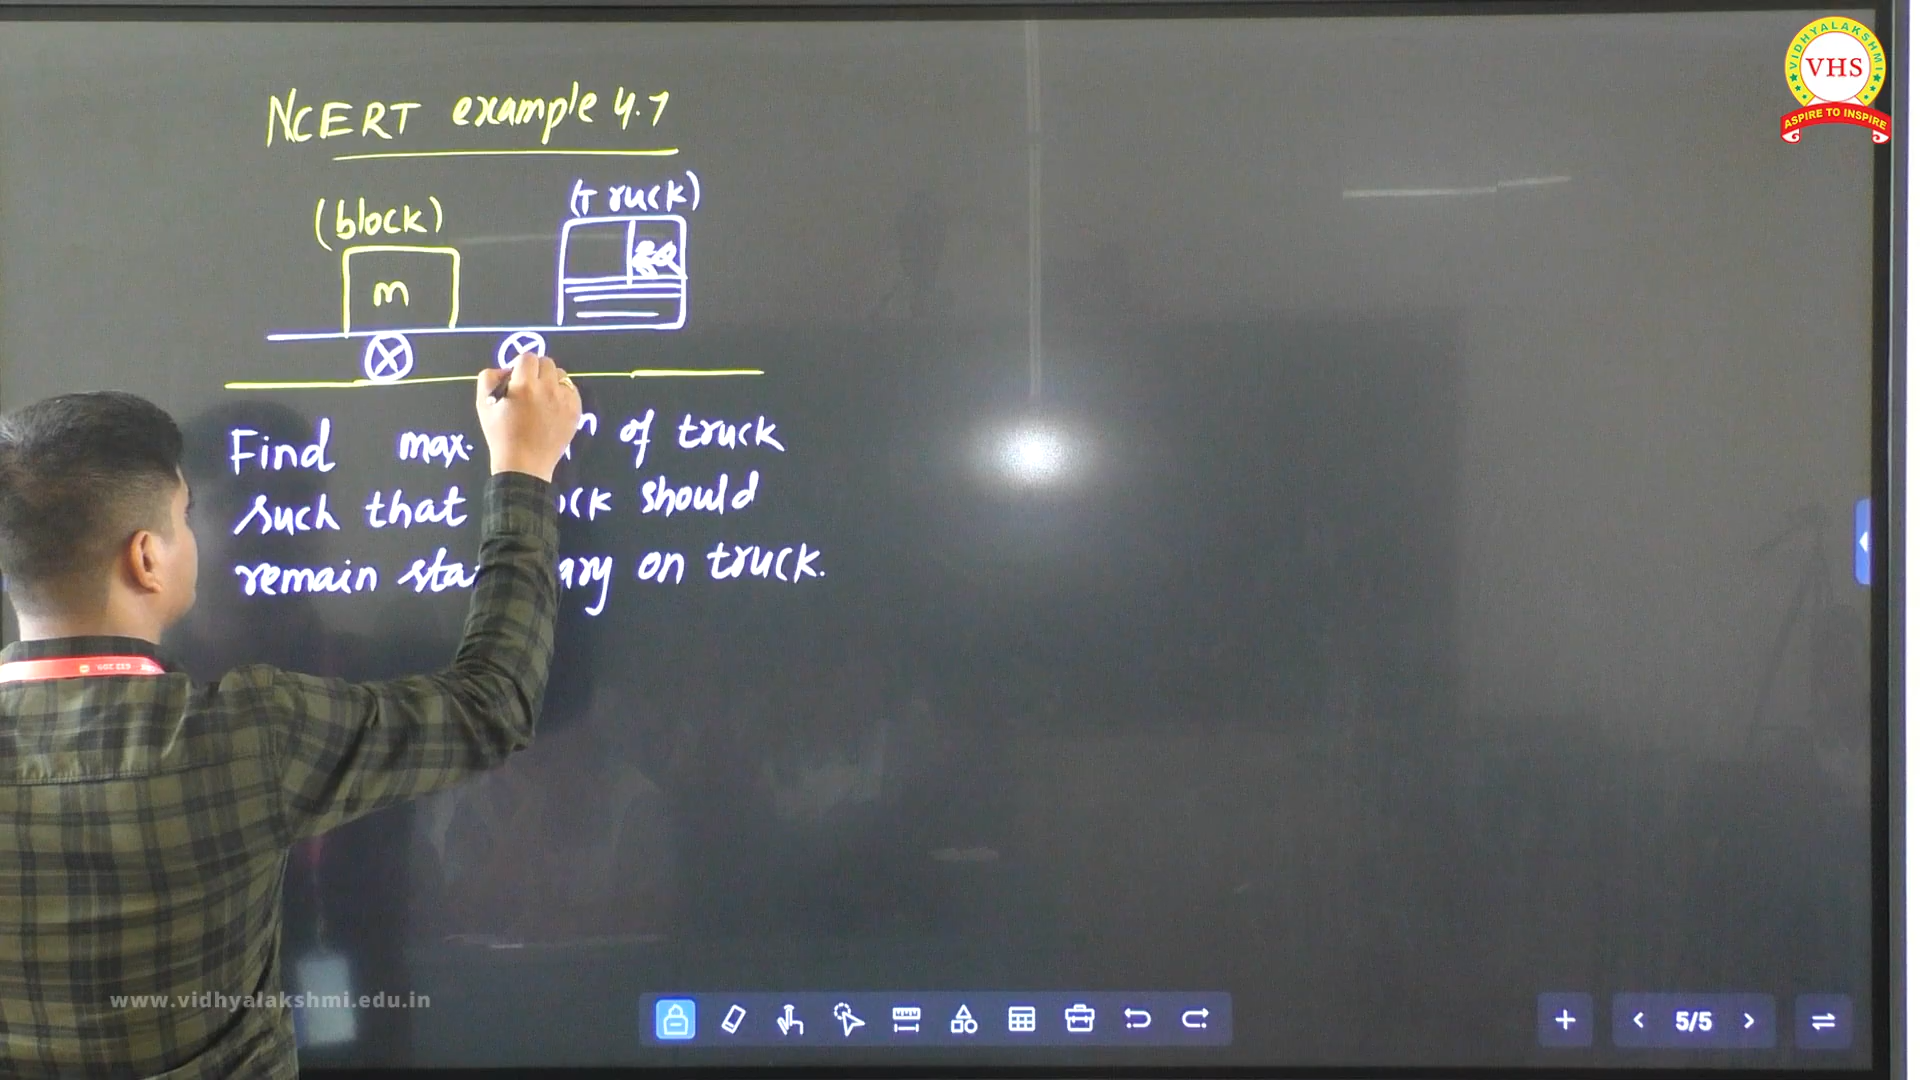 NCERT example 4.7
(block)
(truck)
m
Find max. of truck
such that should
remain on truck.
VIDHYALAKSHMI
VHS
ASPIRE TO INSPIRE
www.vidhyalakshmi.edu.in
5/5